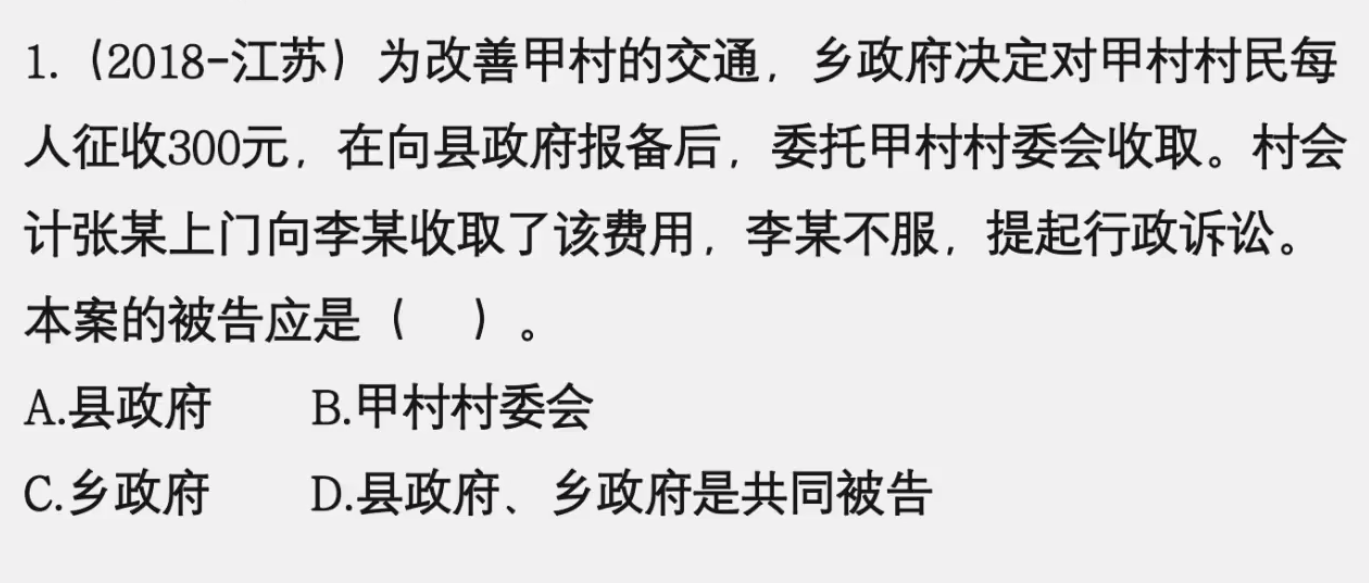 1.（2018-江苏）为改善甲村的交通，乡政府决定对甲村村民每
人征收300元，在向县政府报备后，委托甲村村委会收取。村会
计张某上门向李某收取了该费用，李某不服，提起行政诉讼。
本案的被告应是（　　）。
A.县政府　　B.甲村村委会
C.乡政府　　D.县政府、乡政府是共同被告